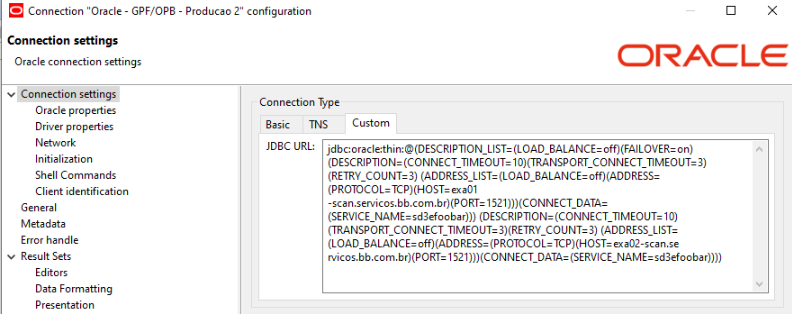 Connection "Oracle - GPF/OPB - Producao 2" configuration
Connection settings
Oracle connection settings
ORACLE
Connection settings
Oracle properties
Driver properties
Network
Initialization
Shell Commands
Client identification
General
Metadata
Error handle
Result Sets
Editors
Data Formatting
Presentation
Connection Type
Basic TNS Custom
JDBC URL:
jdbc:oracle:thin:@(DESCRIPTION_LIST=(LOAD_BALANCE=off)(FAILOVER=on)
(DESCRIPTION=(CONNECT_TIMEOUT=10)(TRANSPORT_CONNECT_TIMEOUT=3)
(RETRY_COUNT=3) (ADDRESS_LIST=(LOAD_BALANCE=off)(ADDRESS=
(PROTOCOL=TCP)(HOST=exa01
-scan.servicos.bb.com.br)(PORT=1521)))(CONNECT_DATA=
(SERVICE_NAME=sd3efoobar))) (DESCRIPTION=(CONNECT_TIMEOUT=10)
(TRANSPORT_CONNECT_TIMEOUT=3)(RETRY_COUNT=3) (ADDRESS_LIST=
(LOAD_BALANCE=off)(ADDRESS=(PROTOCOL=TCP)(HOST=exa02-scan.se
rvicos.bb.com.br)(PORT=1521)))(CONNECT_DATA=(SERVICE_NAME=sd3efoobar))))